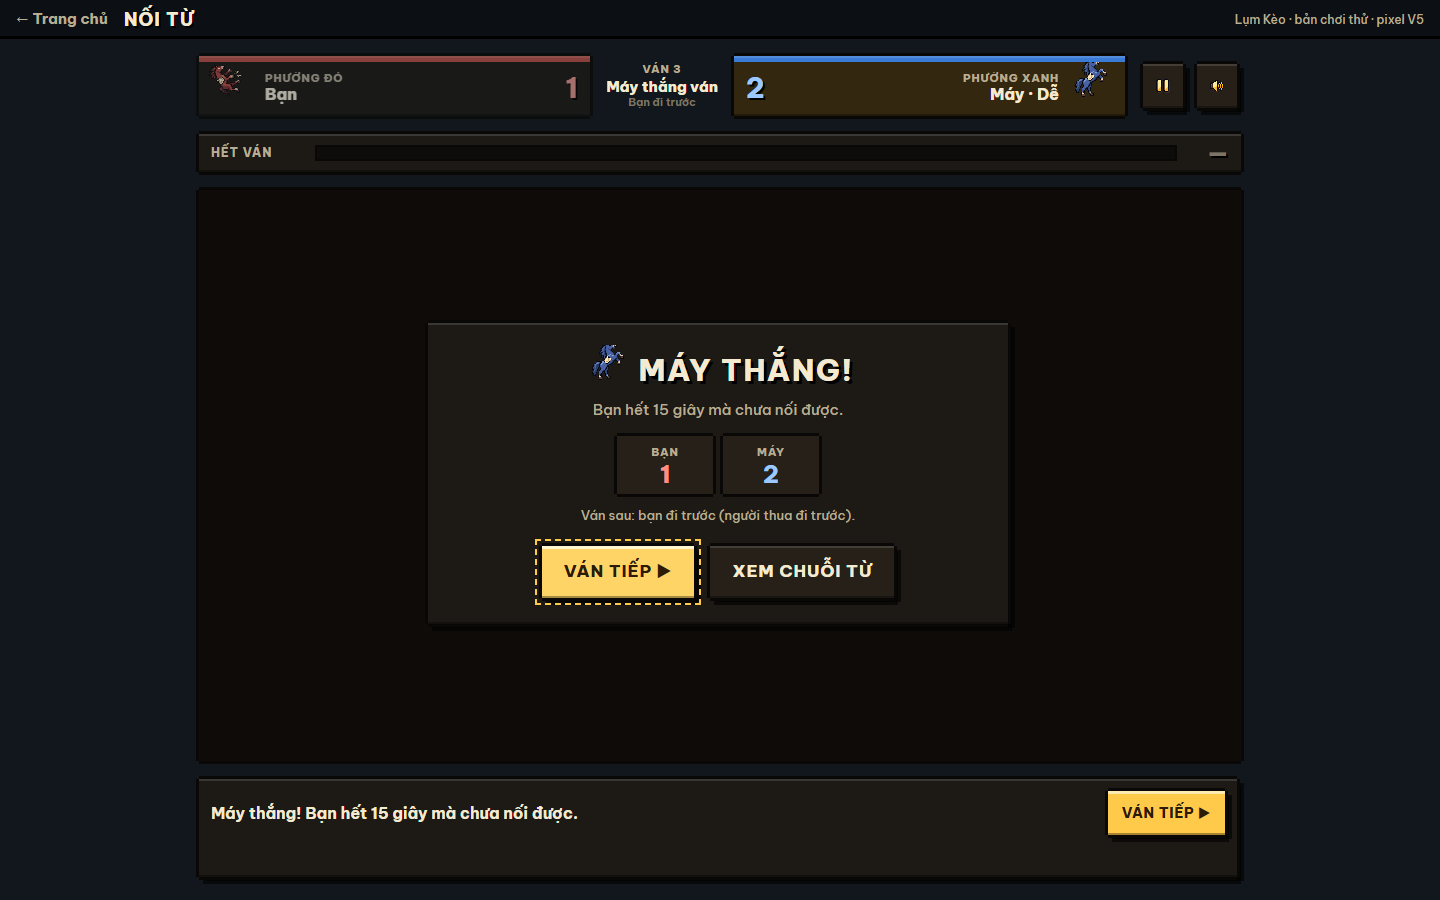 ← Trang chủ NỐI TỪ
Lụm Kèo · bản chơi thử · pixel V5
PHƯƠNG ĐỎ
Bạn
1
VÁN 3
Máy thắng ván
Bạn đi trước
2
PHƯƠNG XANH
Máy · Dễ
HẾT VÁN
—
MÁY THẮNG!
Bạn hết 15 giây mà chưa nối được.
BẠN
1
MÁY
2
Ván sau: bạn đi trước (người thua đi trước).
VÁN TIẾP ▶
XEM CHUỖI TỪ
Máy thắng! Bạn hết 15 giây mà chưa nối được.
VÁN TIẾP ▶